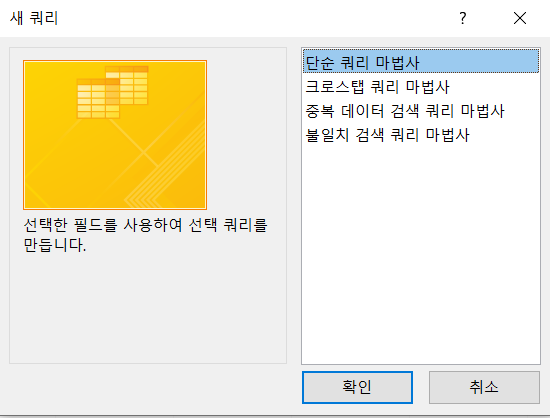 새 쿼리
?
선택한 필드를 사용하여 선택 쿼리를
만듭니다.
단순 쿼리 마법사
크로스탭 쿼리 마법사
중복 데이터 검색 쿼리 마법사
불일치 검색 쿼리 마법사
확인
취소